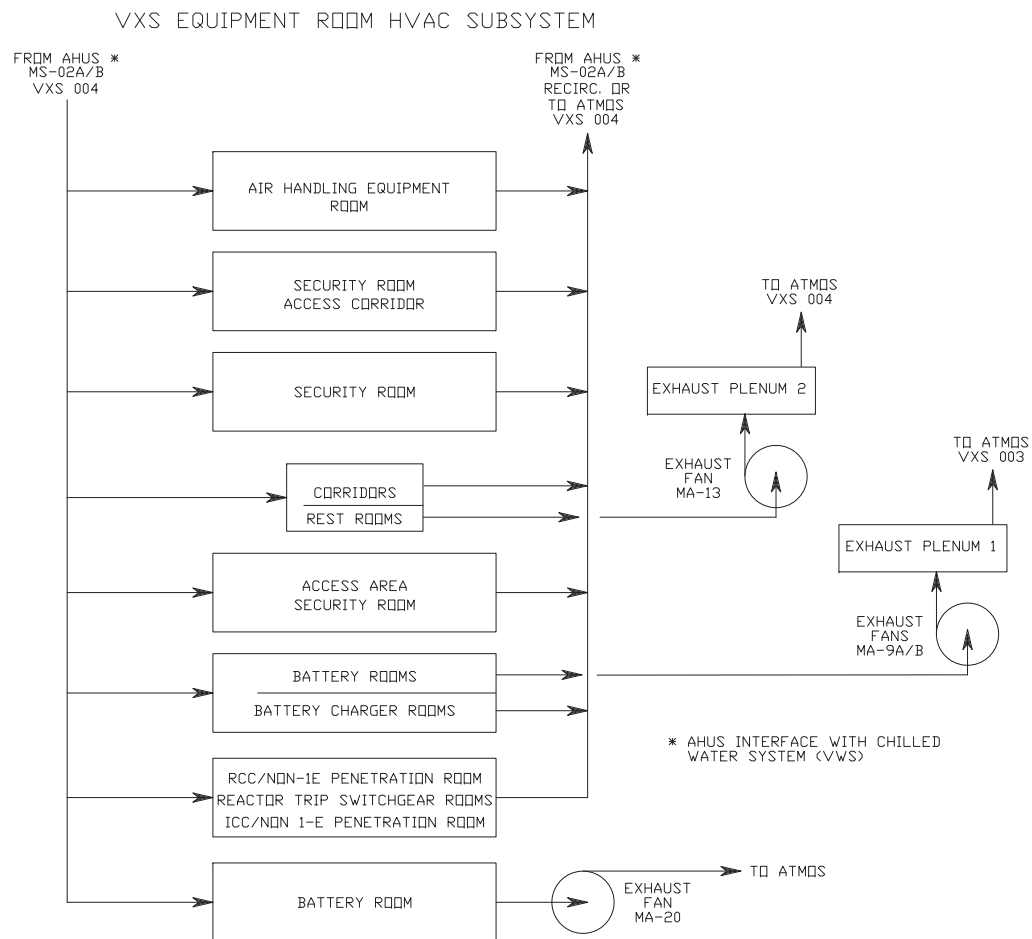 VXS EQUIPMENT ROOM HVAC SUBSYSTEM
FROM AHUS *
MS-02A/B
VXS 004
FROM AHUS *
MS-02A/B
RECIRC. OR
TO ATMOS
VXS 004
AIR HANDLING EQUIPMENT
ROOM
SECURITY ROOM
ACCESS CORRIDOR
TO ATMOS
VXS 004
SECURITY ROOM
EXHAUST PLENUM 2
EXHAUST
FAN
MA-13
TO ATMOS
VXS 003
CORRIDORS
REST ROOMS
EXHAUST PLENUM 1
ACCESS AREA
SECURITY ROOM
EXHAUST
FANS
MA-9A/B
BATTERY ROOMS
BATTERY CHARGER ROOMS
* AHUS INTERFACE WITH CHILLED
WATER SYSTEM (VWS)
RCC/NON-1E PENETRATION ROOM
REACTOR TRIP SWITCHGEAR ROOMS
ICC/NON 1-E PENETRATION ROOM
BATTERY ROOM
EXHAUST
FAN
MA-20
TO ATMOS